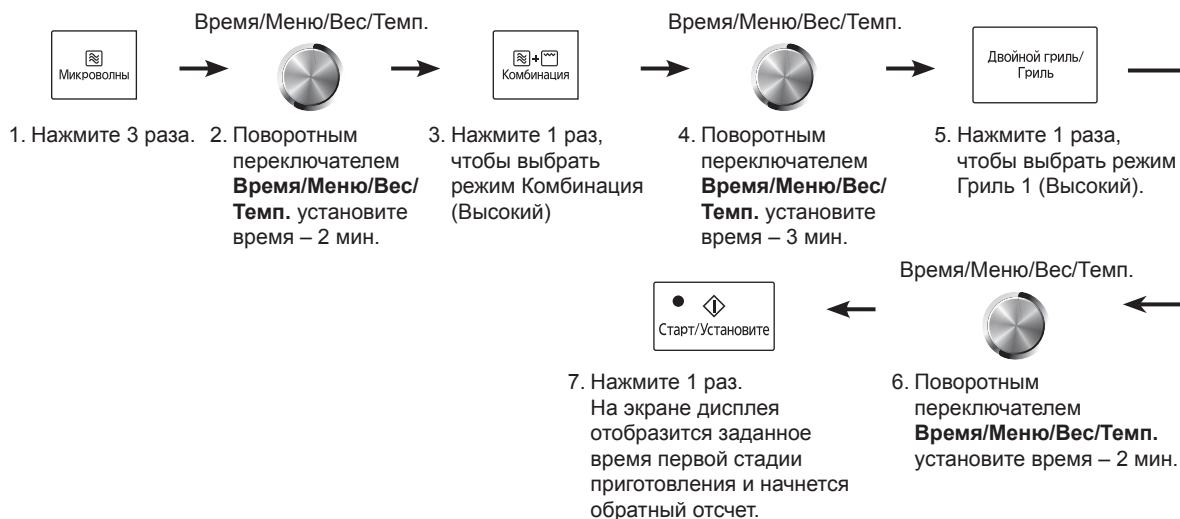 Время/Меню/Вес/Темп.
Время/Меню/Вес/Темп.
Микроволны
Комбинация
Двойной гриль/
Гриль
1. Нажмите 3 раза.
2. Поворотным
переключателем
Время/Меню/Вес/
Темп. установите
время – 2 мин.
3. Нажмите 1 раз,
чтобы выбрать
режим Комбинация
(Высокий)
4. Поворотным
переключателем
Время/Меню/Вес/
Темп. установите
время – 3 мин.
5. Нажмите 1 раза,
чтобы выбрать режим
Гриль 1 (Высокий).
Время/Меню/Вес/Темп.
Старт/Установите
6. Поворотным
переключателем
Время/Меню/Вес/Темп.
установите время – 2 мин.
7. Нажмите 1 раз.
На экране дисплея
отобразится заданное
время первой стадии
приготовления и начнется
обратный отсчет.